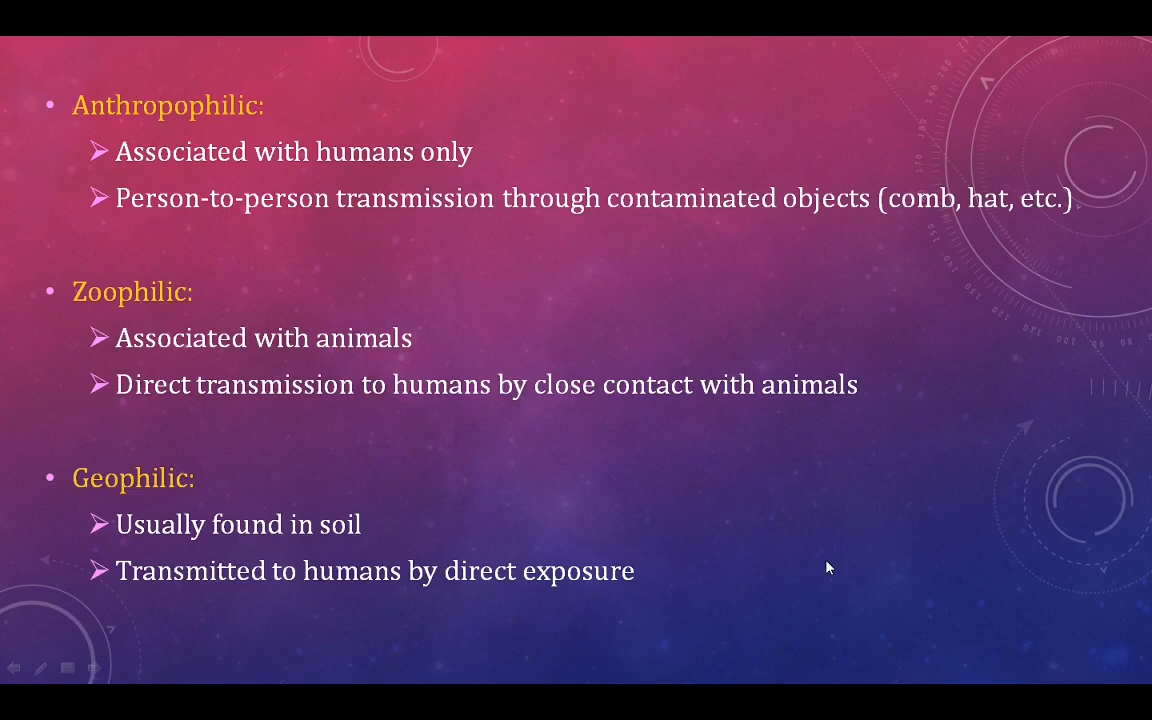 • Anthropophilic:
➢ Associated with humans only
➢ Person-to-person transmission through contaminated objects (comb, hat, etc.)
• Zoophilic:
➢ Associated with animals
➢ Direct transmission to humans by close contact with animals
• Geophilic:
➢ Usually found in soil
➢ Transmitted to humans by direct exposure